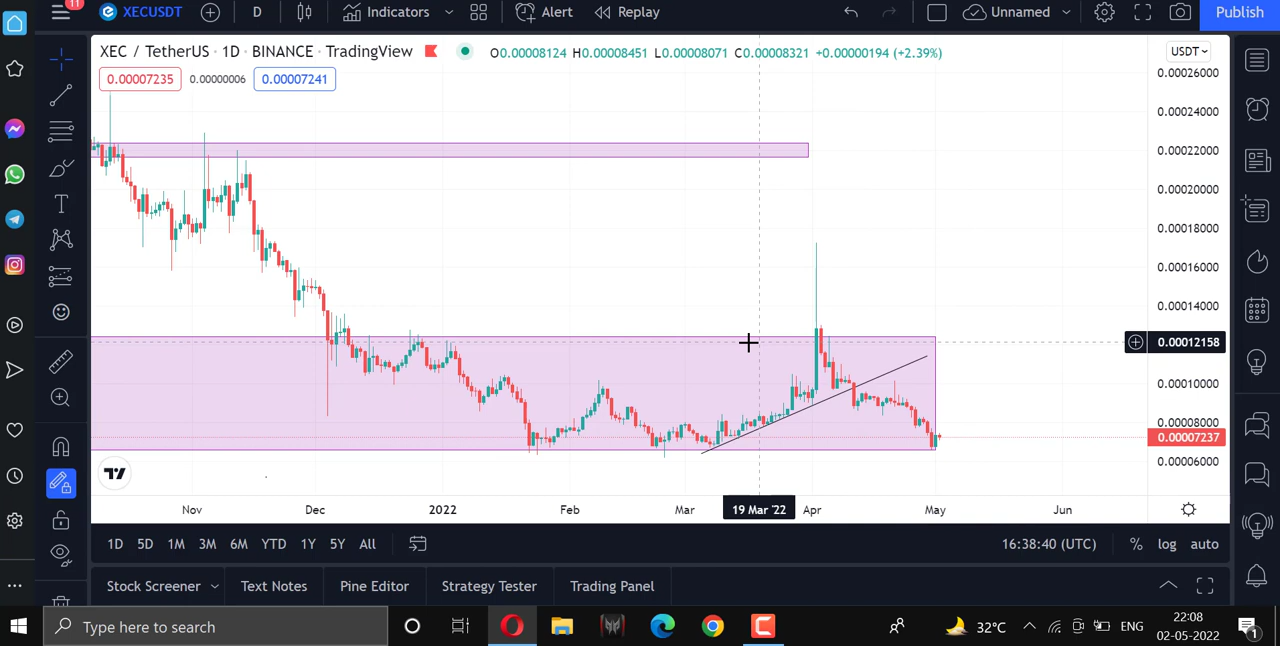 11
XECUSDT
D
Indicators
Alert
Replay
Unnamed
Publish
XEC / TetherUS · 1D · BINANCE · TradingView
O0.00008124 H0.00008451 L0.00008071 C0.00008321 +0.00000194 (+2.39%)
USDT
0.00007235
0.00000006
0.00007241
0.00026000
0.00024000
0.00022000
0.00020000
0.00018000
0.00016000
0.00014000
0.00012158
0.00010000
0.00008000
0.00007237
0.00006000
Nov
Dec
2022
Feb
Mar
19 Mar '22
Apr
May
Jun
1D 5D 1M 3M 6M YTD 1Y 5Y All
16:38:40 (UTC)
% log auto
Stock Screener
Text Notes
Pine Editor
Strategy Tester
Trading Panel
Type here to search
32°C
ENG
22:08
02-05-2022
1